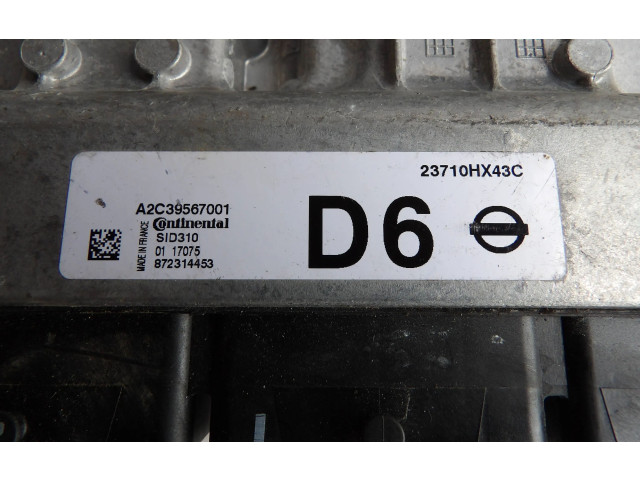 23710HX43C
A2C39567001
Continental
SID310
01 17075
872314453
MADE IN FRANCE
D6